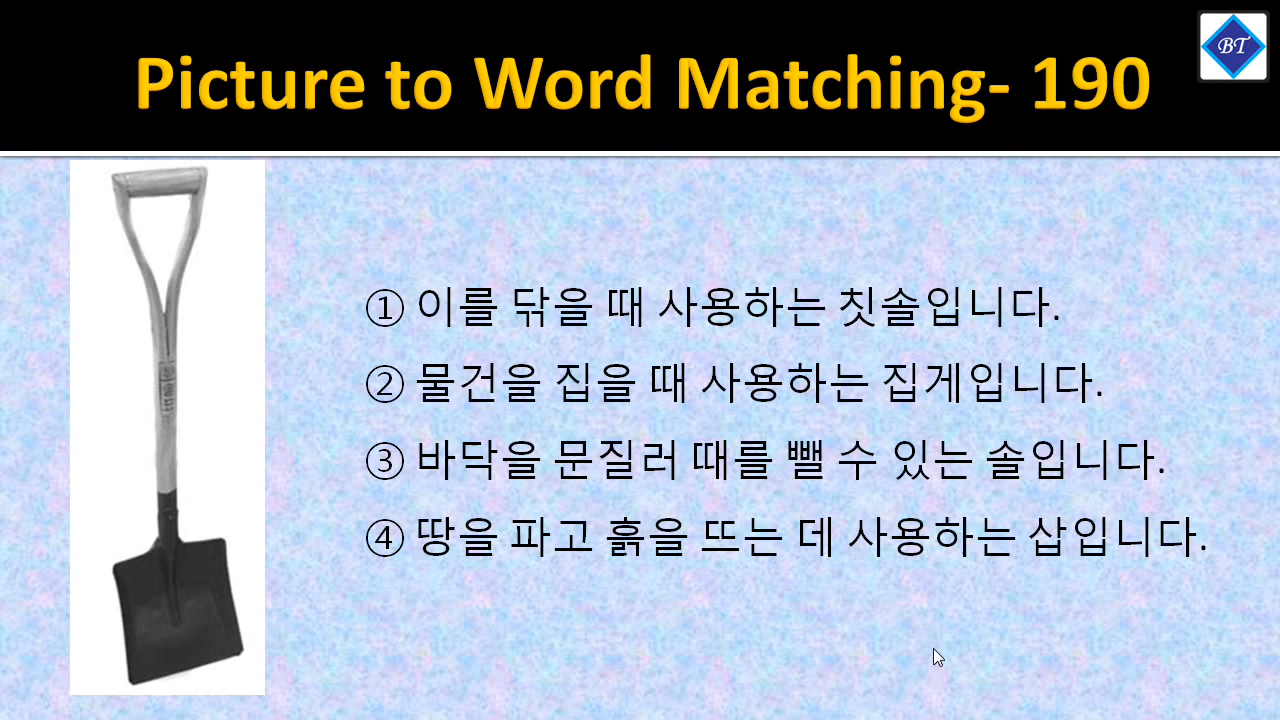 BT
Picture to Word Matching- 190
① 이를 닦을 때 사용하는 칫솔입니다.
② 물건을 집을 때 사용하는 집게입니다.
③ 바닥을 문질러 때를 뺄 수 있는 솔입니다.
④ 땅을 파고 흙을 뜨는 데 사용하는 삽입니다.